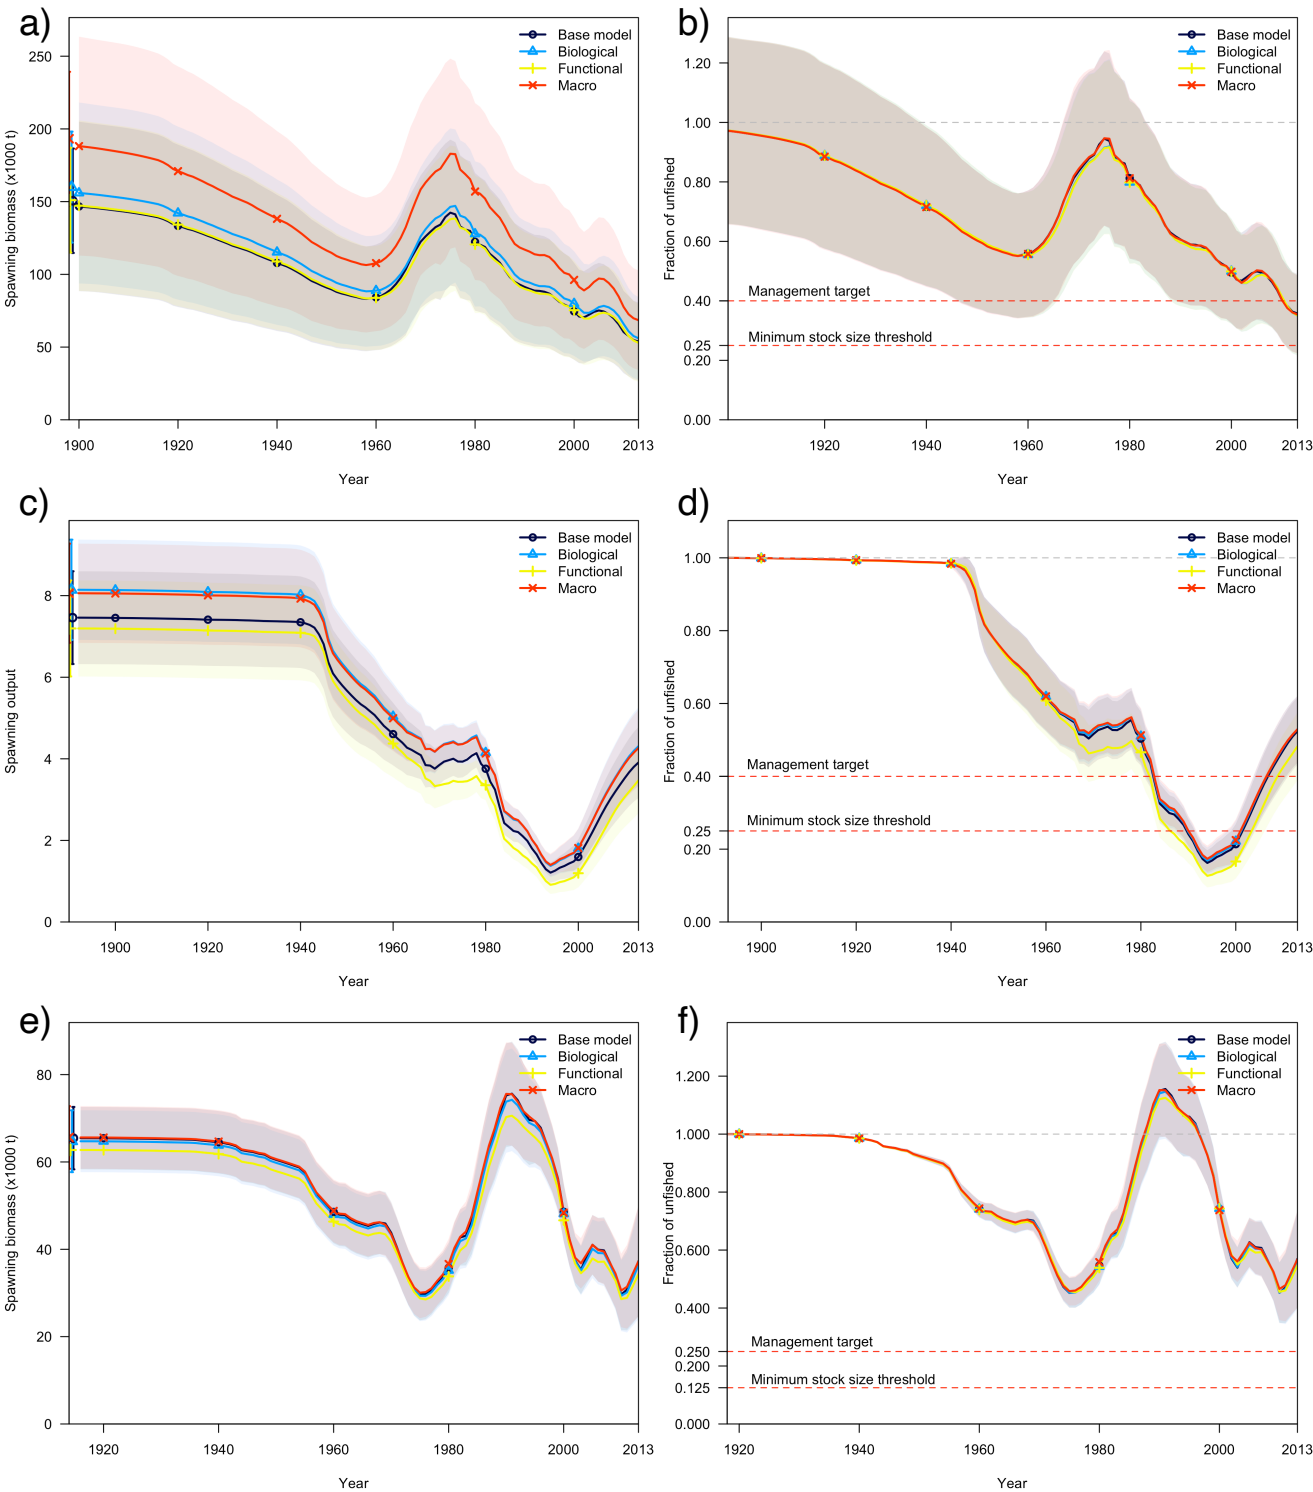 a)
Spawning biomass (x1000 t)
250
200
150
100
50
0
Base model
Biological
Functional
Macro
1900 1920 1940 1960 1980 2000 2013
Year
b)
Fraction of unfished
1.20
1.00
0.80
0.60
0.40
0.25
0.20
0.00
Base model
Biological
Functional
Macro
Management target
Minimum stock size threshold
1920 1940 1960 1980 2000 2013
Year
c)
Spawning output
8
6
4
2
0
Base model
Biological
Functional
Macro
1900 1920 1940 1960 1980 2000 2013
Year
d)
Fraction of unfished
1.00
0.80
0.60
0.40
0.25
0.20
0.00
Base model
Biological
Functional
Macro
Management target
Minimum stock size threshold
1900 1920 1940 1960 1980 2000 2013
Year
e)
Spawning biomass (x1000 t)
80
60
40
20
0
Base model
Biological
Functional
Macro
1920 1940 1960 1980 2000 2013
Year
f)
Fraction of unfished
1.200
1.000
0.800
0.600
0.400
0.250
0.200
0.125
0.000
Base model
Biological
Functional
Macro
Management target
Minimum stock size threshold
1920 1940 1960 1980 2000 2013
Year